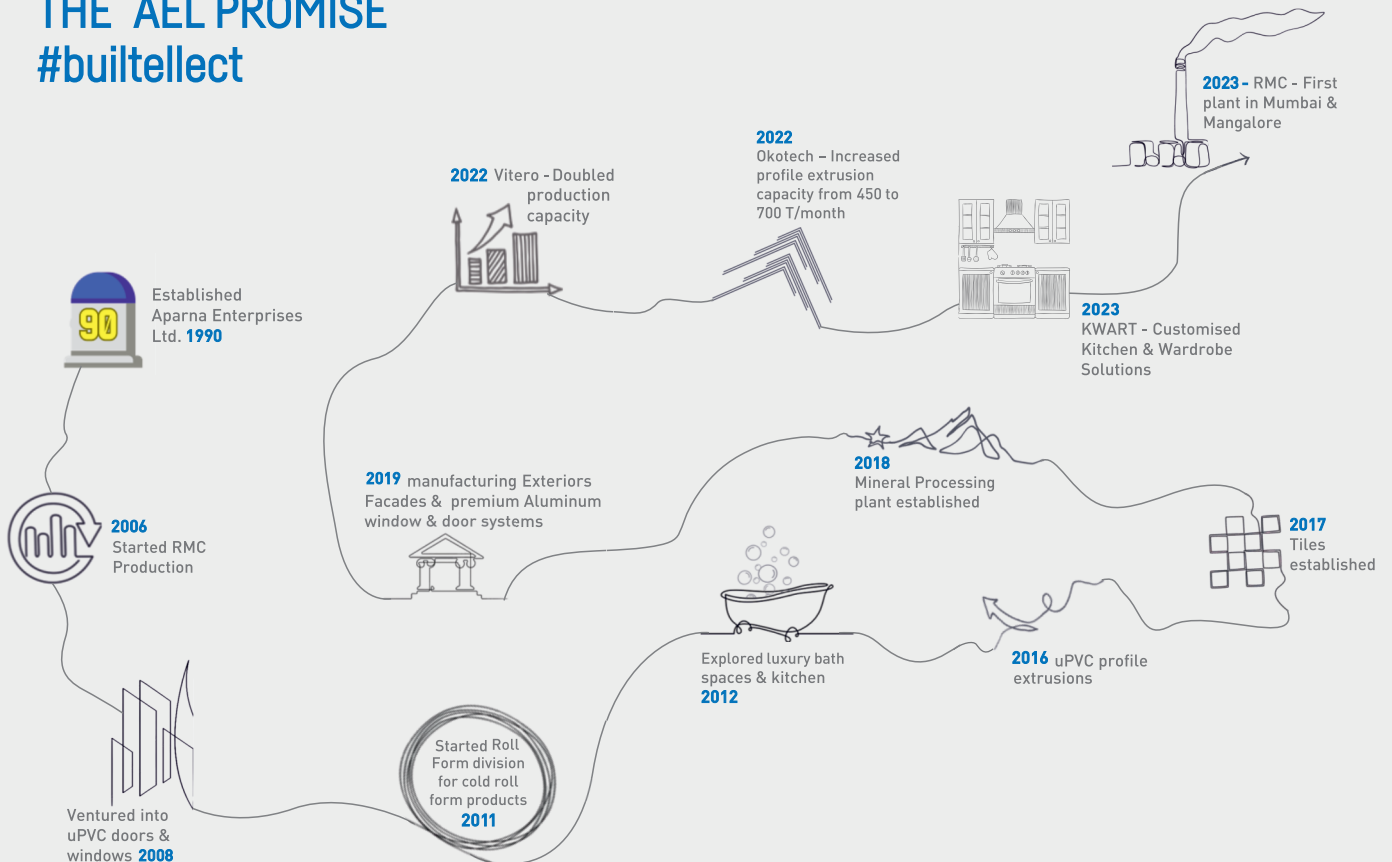 THE AEL PROMISE
#builtellect
Established
Aparna Enterprises
Ltd. 1990
90
2006
Started RMC
Production
Ventured into
uPVC doors &
windows 2008
Started Roll
Form division
for cold roll
form products
2011
Explored luxury bath
spaces & kitchen
2012
2016 uPVC profile
extrusions
2017
Tiles
established
2018
Mineral Processing
plant established
2019 manufacturing Exteriors
Facades & premium Aluminum
window & door systems
2022 Vitero - Doubled
production
capacity
2022
Okotech – Increased
profile extrusion
capacity from 450 to
700 T/month
2023
KWART - Customised
Kitchen & Wardrobe
Solutions
2023 - RMC - First
plant in Mumbai &
Mangalore